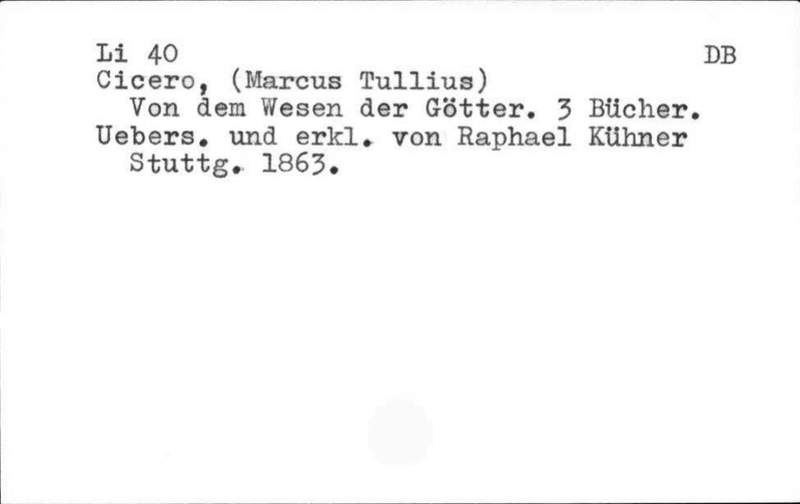 Li 40 DB
Cicero, (Marcus Tullius)
Von dem Wesen der Götter. 3 Bücher.
Uebers. und erkl. von Raphael Kühner
Stuttg. 1863.